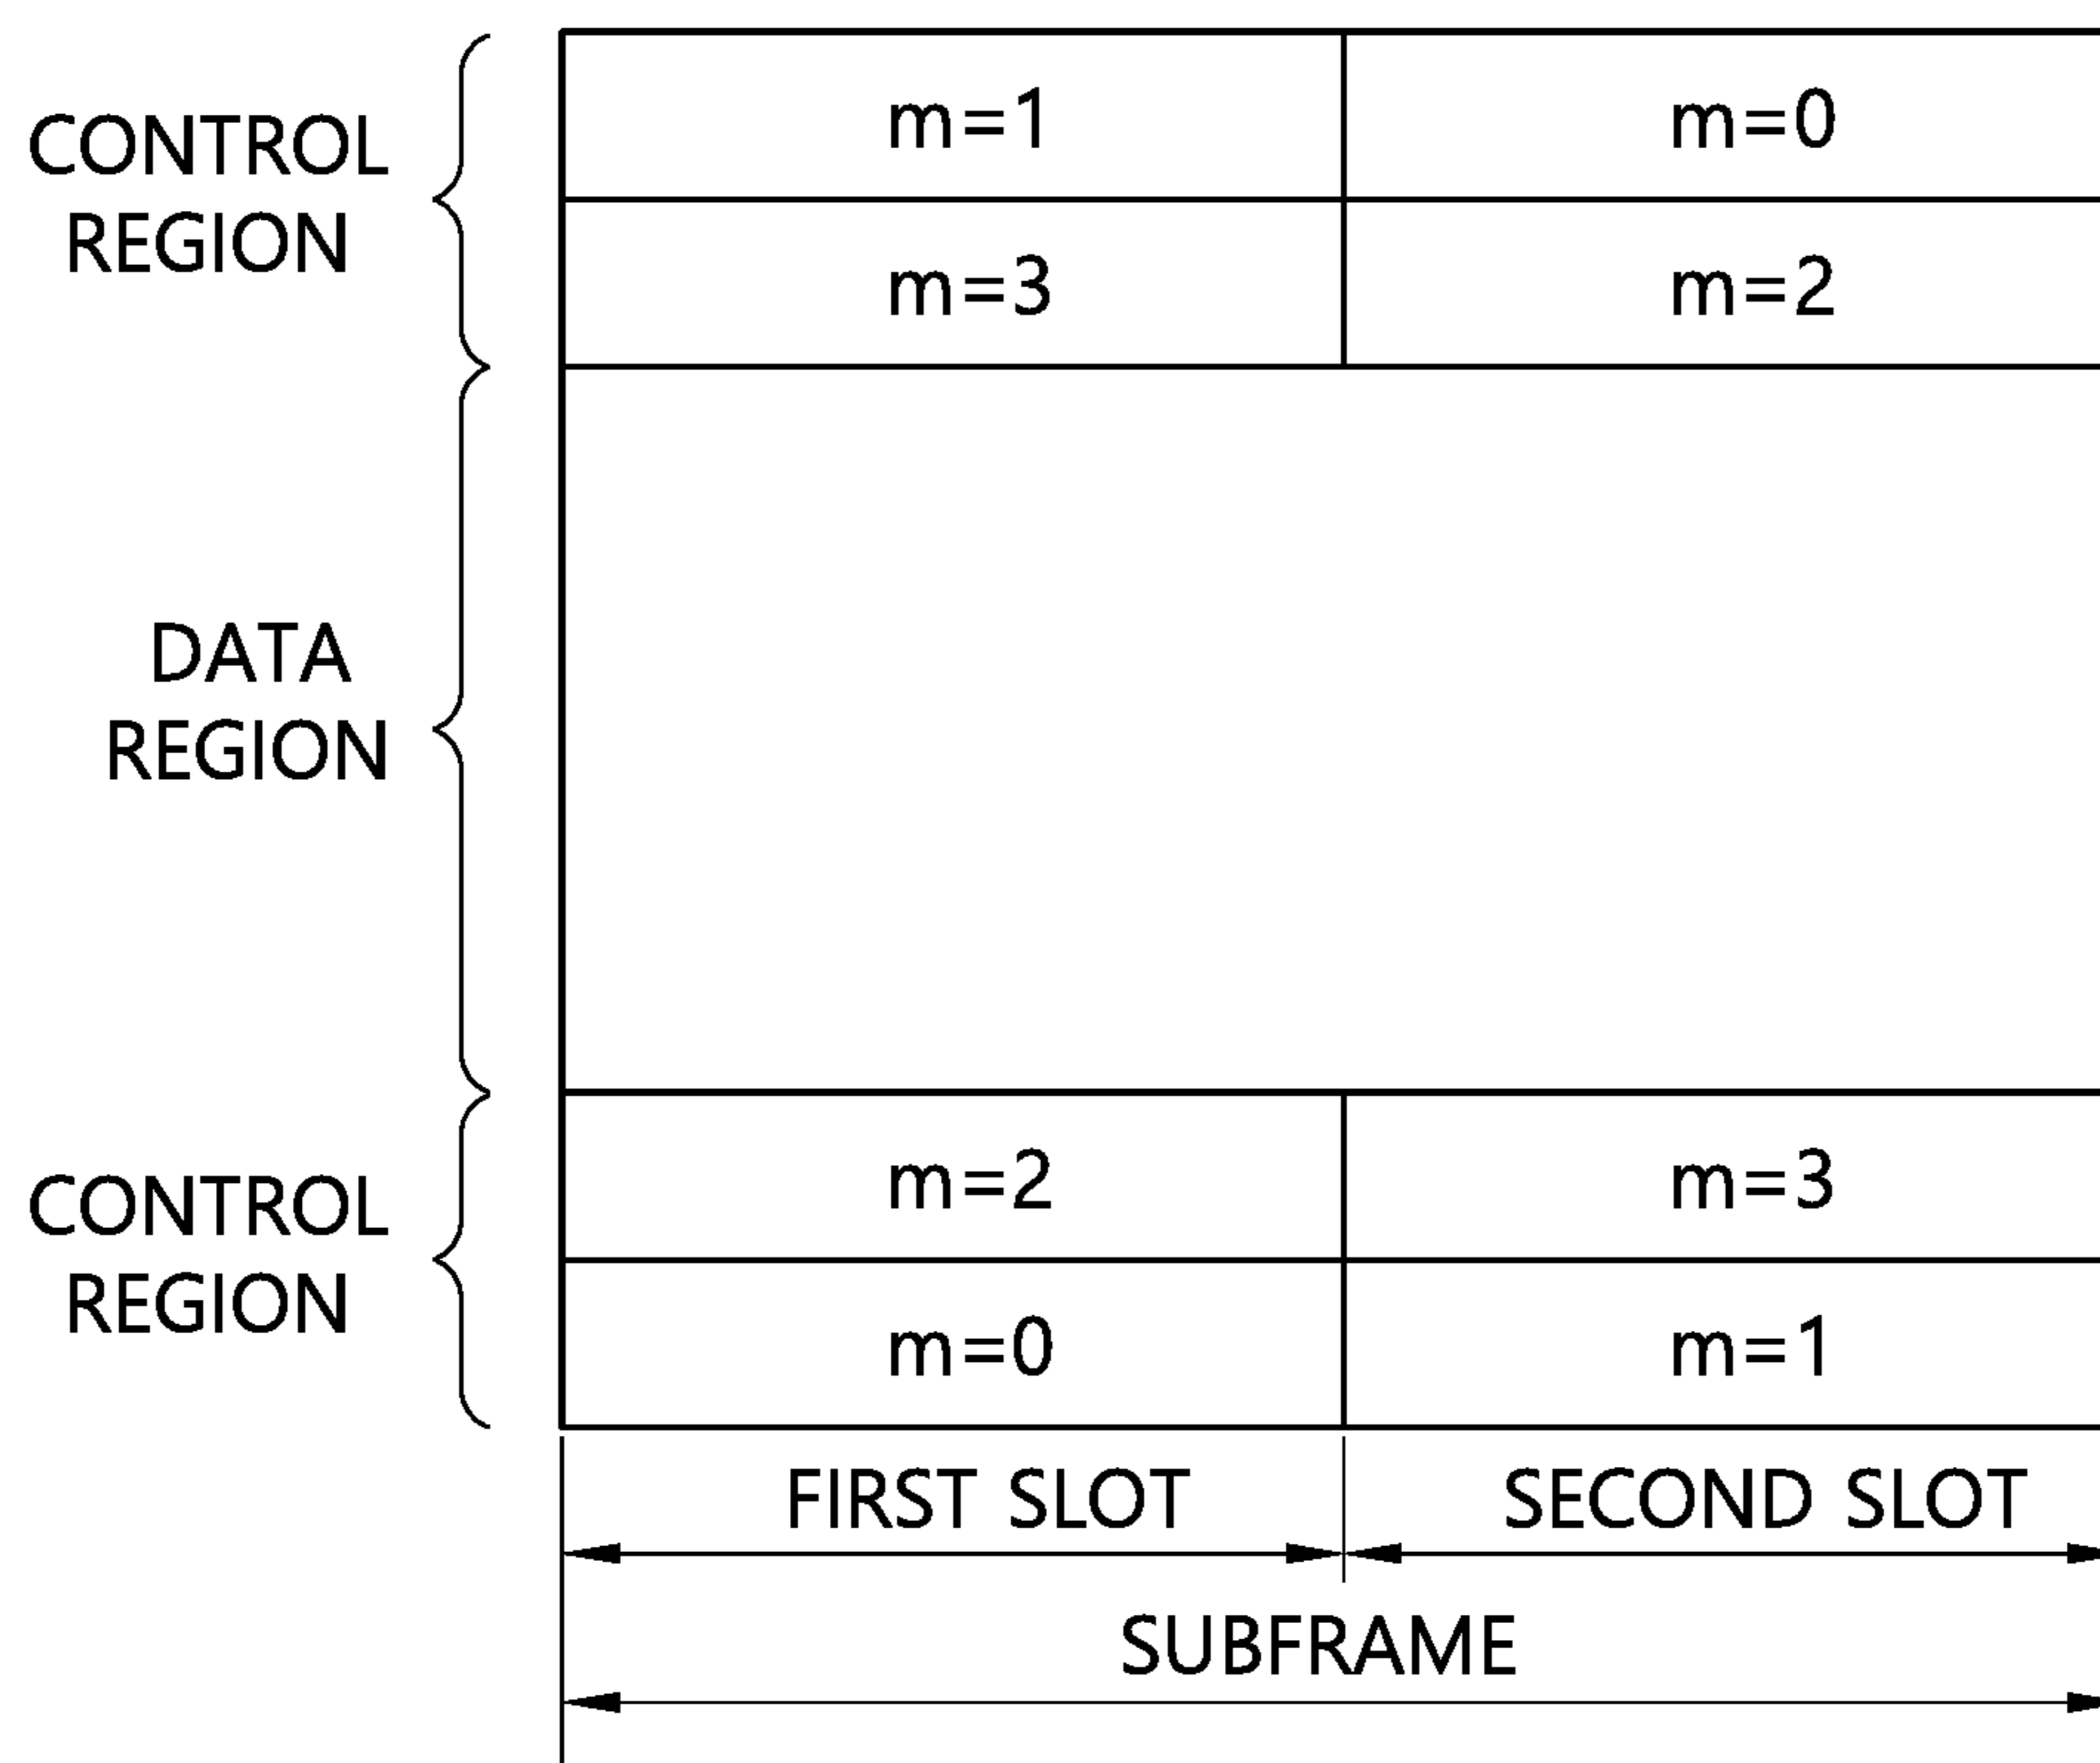 m=1 m=0
CONTROL
REGION
m=3 m=2
DATA
REGION
m=2 m=3
CONTROL
REGION
m=0 m=1
FIRST SLOT SECOND SLOT
SUBFRAME